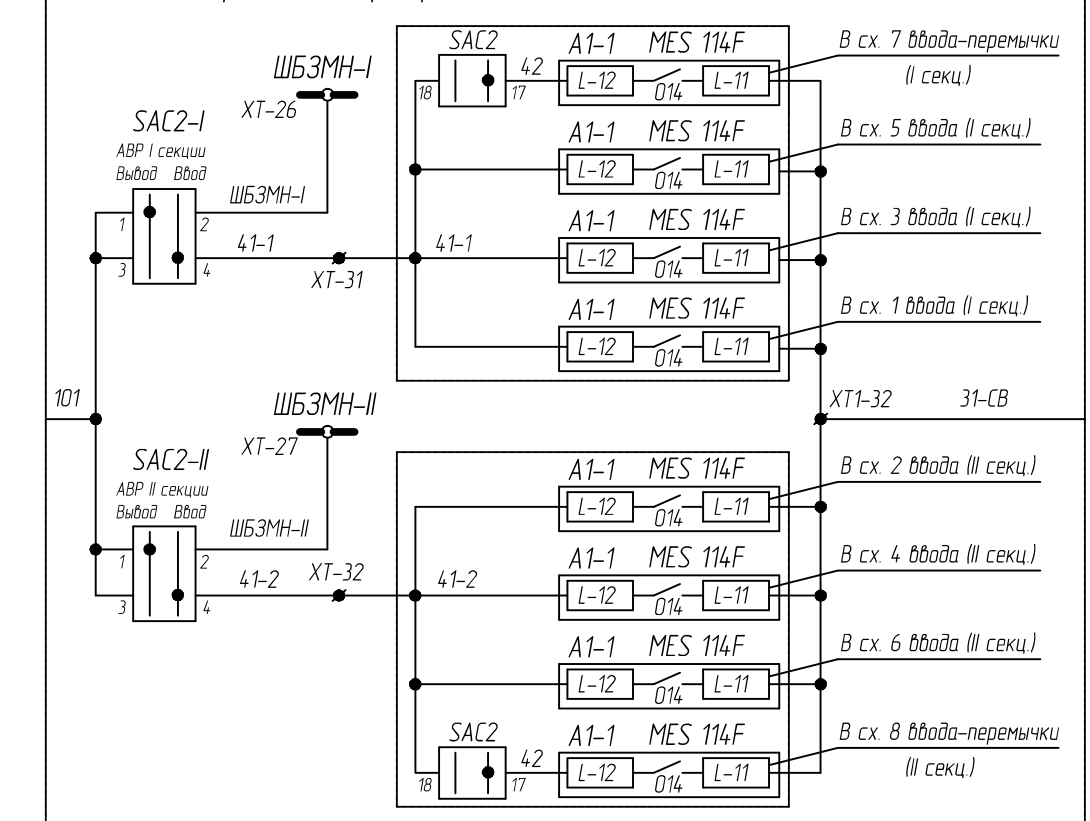 SAC2
A1-1 MES 114F
В сх. 7 ввода-перемычки
(I секц.)
18
17
42
L-12
014
L-11
ШБЗМН-I
XT-26
SAC2-I
АВР I секции
Вывод Ввод
1
2
3
4
ШБЗМН-I
41-1
XT-31
41-1
A1-1 MES 114F
В сх. 5 ввода (I секц.)
L-12
014
L-11
A1-1 MES 114F
В сх. 3 ввода (I секц.)
L-12
014
L-11
A1-1 MES 114F
В сх. 1 ввода (I секц.)
L-12
014
L-11
101
XT1-32
31-СВ
ШБЗМН-II
XT-27
SAC2-II
АВР II секции
Вывод Ввод
1
2
3
4
ШБЗМН-II
41-2
XT-32
41-2
A1-1 MES 114F
В сх. 2 ввода (II секц.)
L-12
014
L-11
A1-1 MES 114F
В сх. 4 ввода (II секц.)
L-12
014
L-11
A1-1 MES 114F
В сх. 6 ввода (II секц.)
L-12
014
L-11
SAC2
A1-1 MES 114F
В сх. 8 ввода-перемычки
(II секц.)
18
17
42
L-12
014
L-11